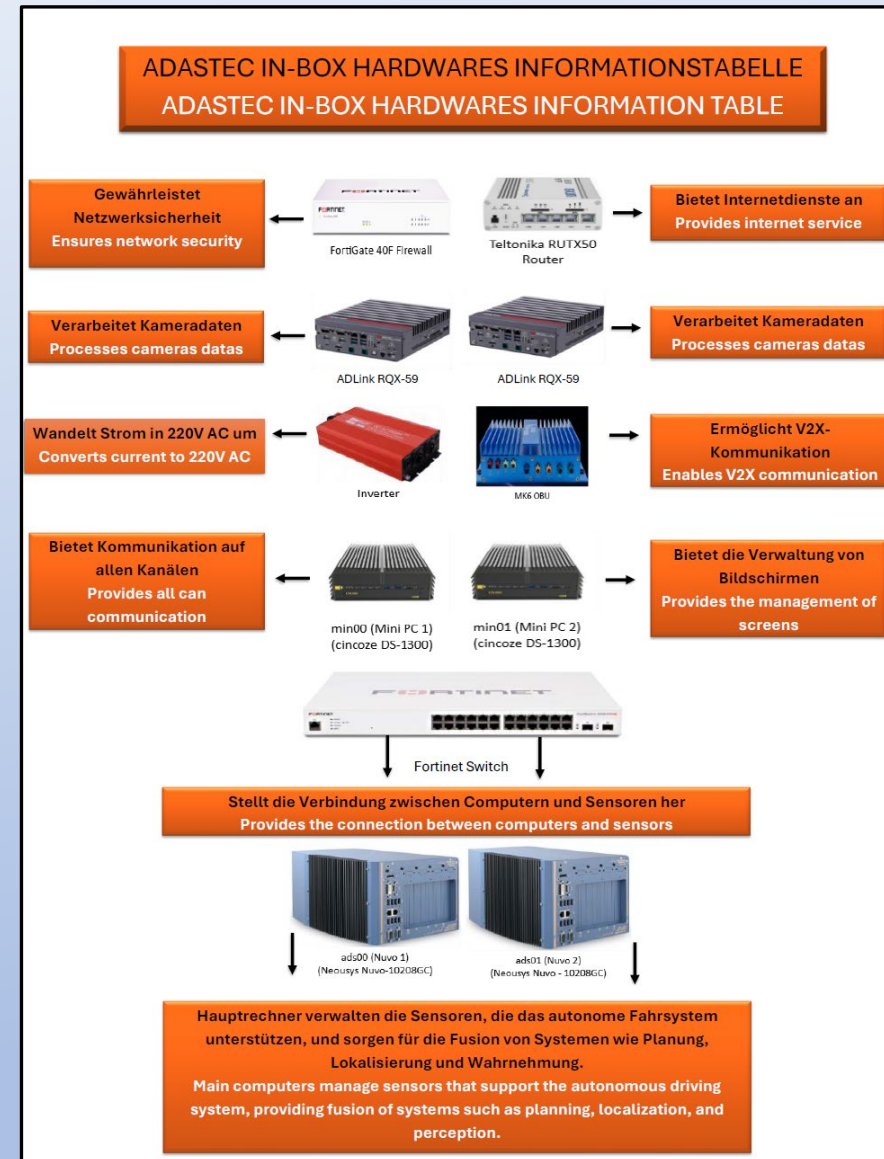 ADASTEC IN-BOX HARDWARES INFORMATIONSTABELLE
ADASTEC IN-BOX HARDWARES INFORMATION TABLE
Gewährleistet
Netzwerksicherheit
Ensures network security
FORTINET
FortiGate 40F Firewall
Teltonika RUTX50
Router
Bietet Internetdienste an
Provides internet service
Verarbeitet Kameradaten
Processes cameras datas
ADLink RQX-59
ADLink RQX-59
Verarbeitet Kameradaten
Processes cameras datas
Wandelt Strom in 220V AC um
Converts current to 220V AC
Inverter
MK6 OBU
Ermöglicht V2X-
Kommunikation
Enables V2X communication
Bietet Kommunikation auf
allen Kanälen
Provides all can
communication
min00 (Mini PC 1)
(cincoze DS-1300)
min01 (Mini PC 2)
(cincoze DS-1300)
Bietet die Verwaltung von
Bildschirmen
Provides the management of
screens
FORTINET
Fortinet Switch
Stellt die Verbindung zwischen Computern und Sensoren her
Provides the connection between computers and sensors
ads00 (Nuvo 1)
(Neousys Nuvo-10208GC)
ads01 (Nuvo 2)
(Neousys Nuvo - 10208GC)
Hauptrechner verwalten die Sensoren, die das autonome Fahrsystem
unterstützen, und sorgen für die Fusion von Systemen wie Planung,
Lokalisierung und Wahrnehmung.
Main computers manage sensors that support the autonomous driving
system, providing fusion of systems such as planning, localization, and
perception.